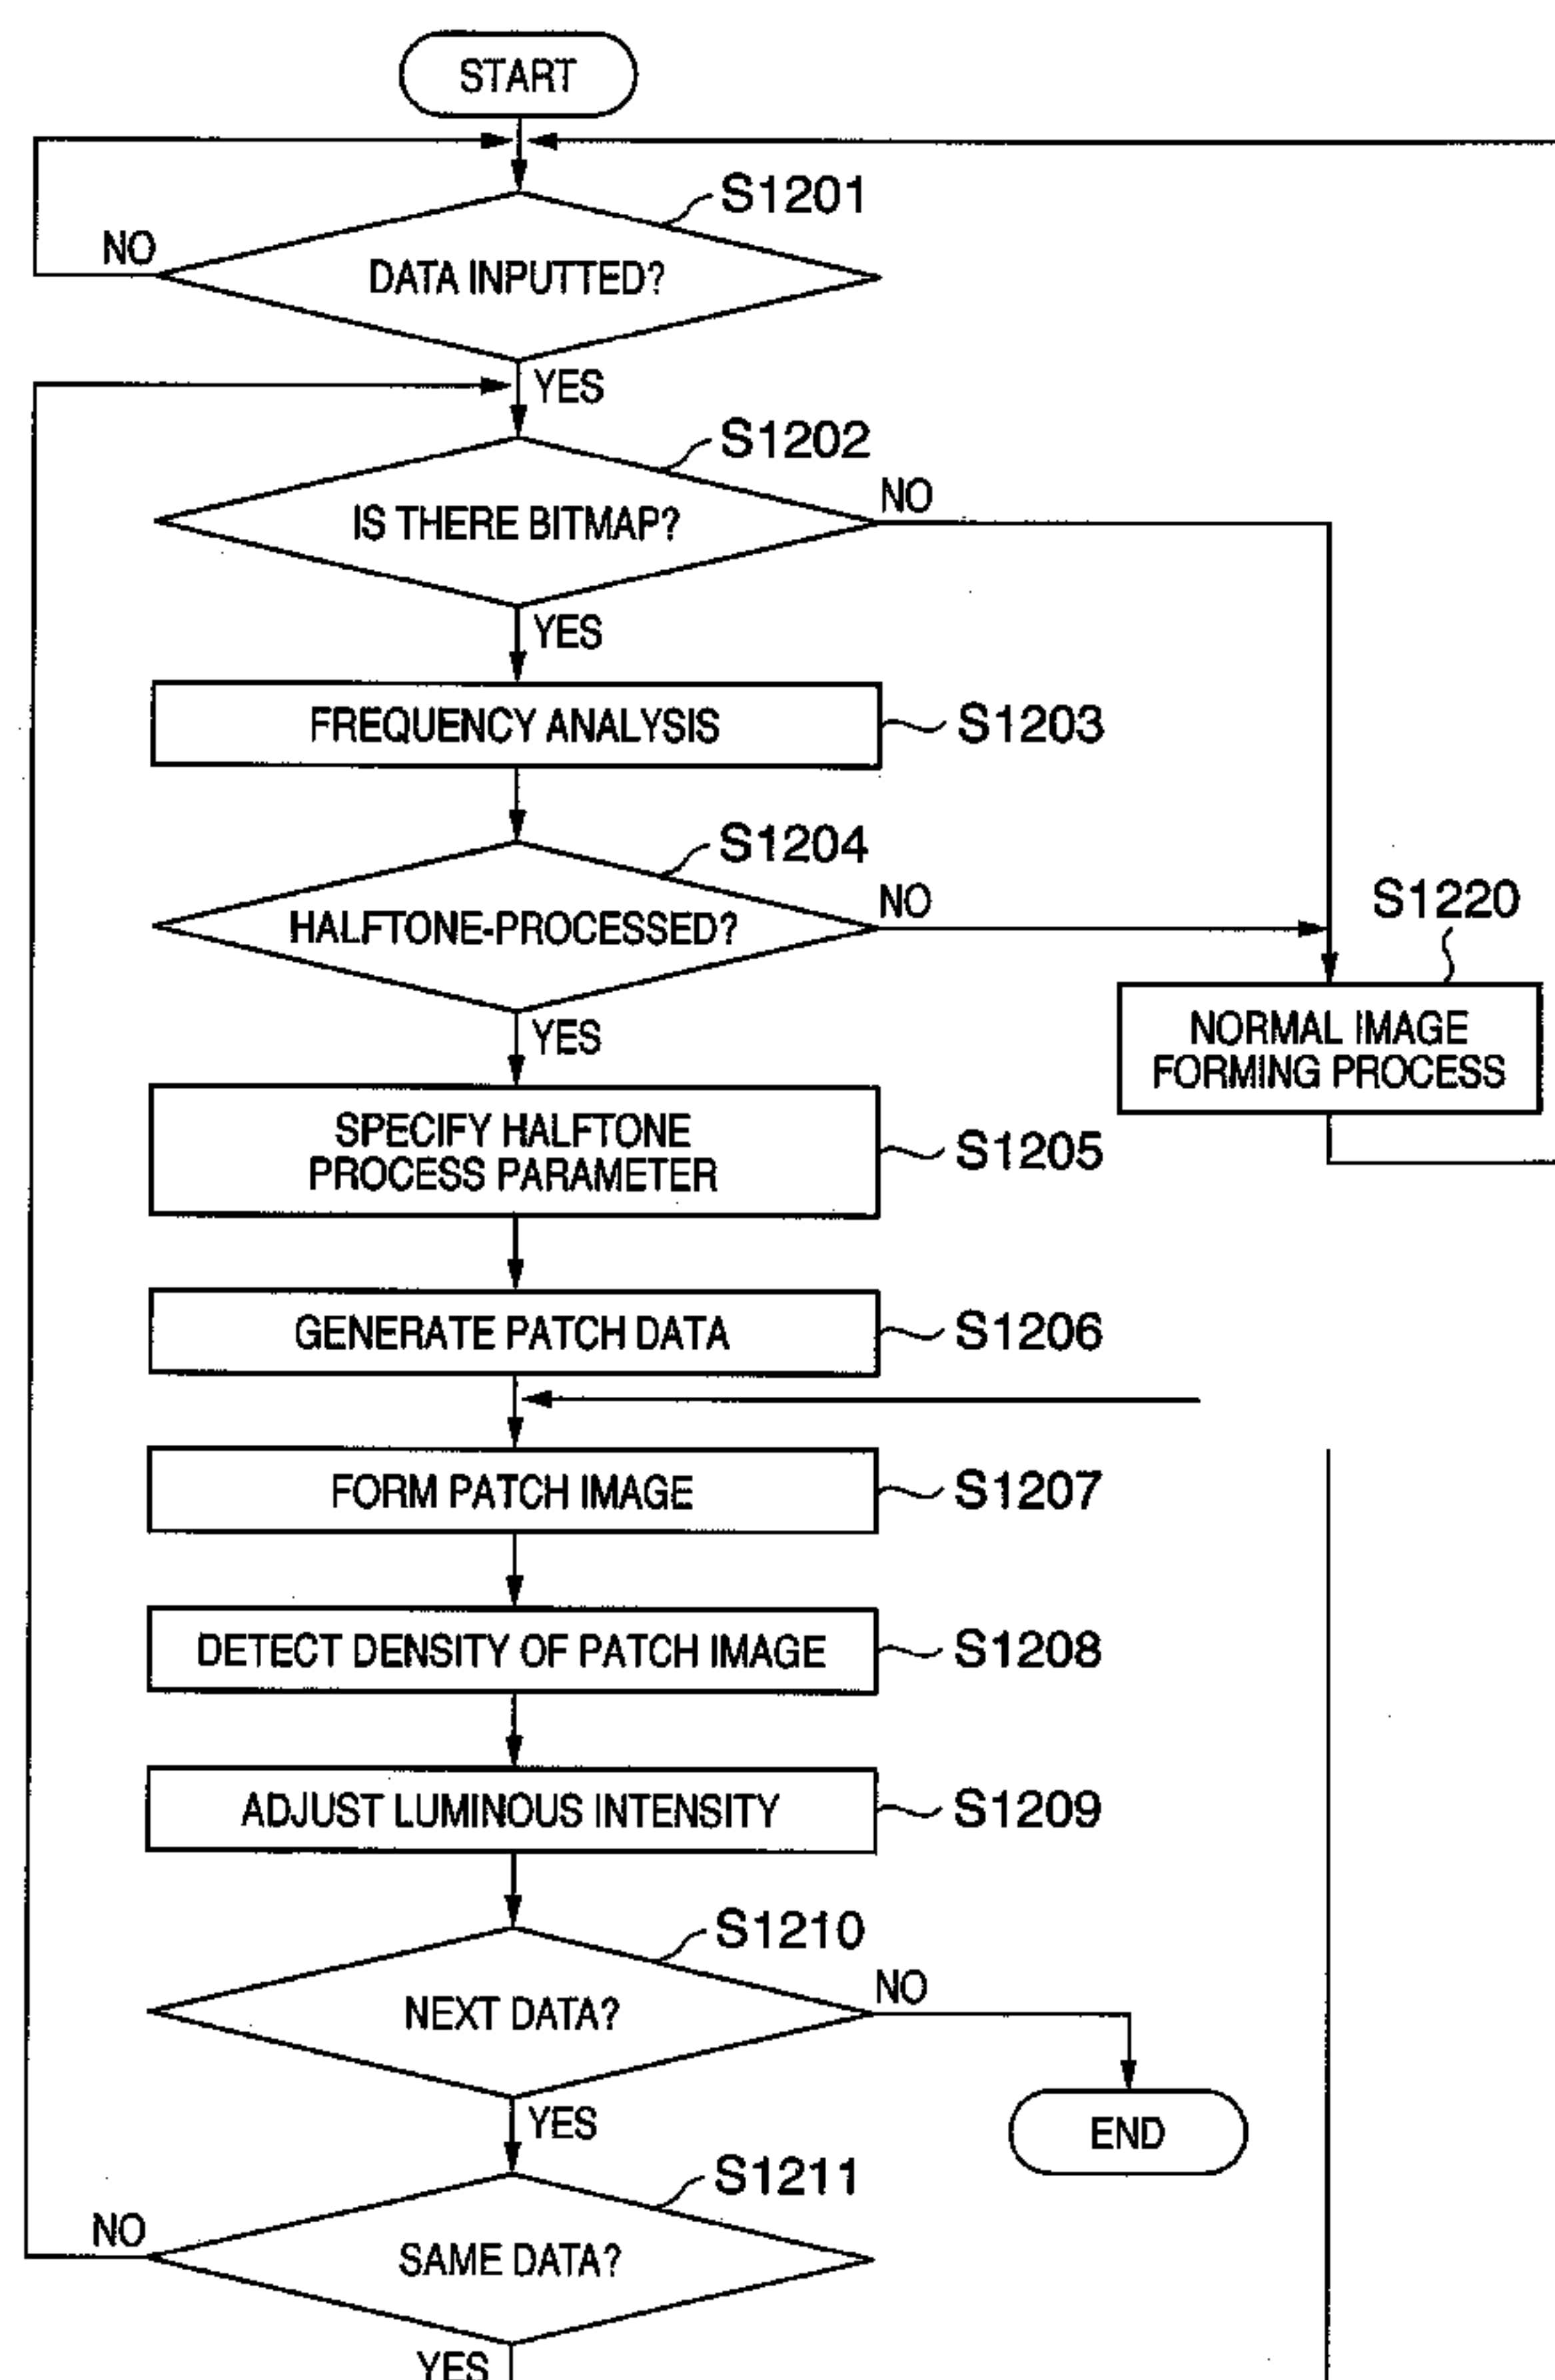 START
S1201
NO
DATA INPUTTED?
YES
S1202
NO
IS THERE BITMAP?
YES
FREQUENCY ANALYSIS
S1203
S1204
NO
HALFTONE-PROCESSED?
S1220
YES
NORMAL IMAGE
FORMING PROCESS
SPECIFY HALFTONE
PROCESS PARAMETER
S1205
GENERATE PATCH DATA
S1206
FORM PATCH IMAGE
S1207
DETECT DENSITY OF PATCH IMAGE
S1208
ADJUST LUMINOUS INTENSITY
S1209
S1210
NO
NEXT DATA?
YES
END
S1211
NO
SAME DATA?
YES